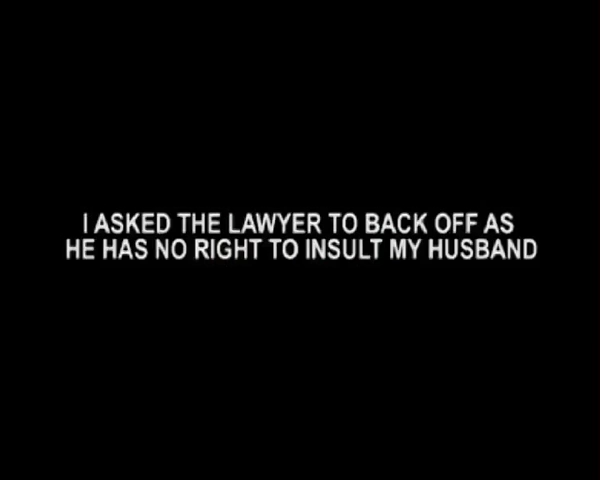 I ASKED THE LAWYER TO BACK OFF AS
HE HAS NO RIGHT TO INSULT MY HUSBAND